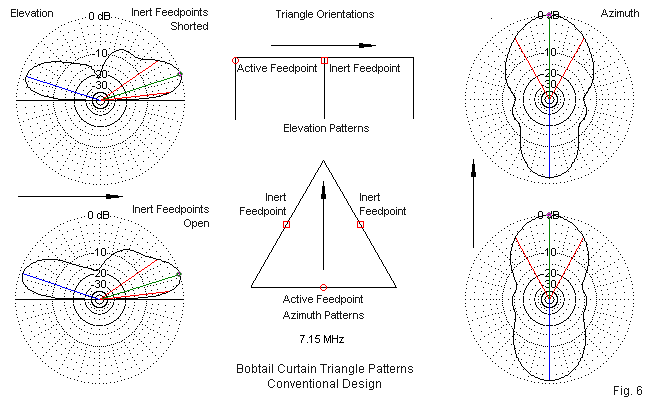 Elevation
0 dB
Inert Feedpoints
Shorted
10
20
30
Triangle Orientations
Active Feedpoint
Inert Feedpoint
Elevation Patterns
0 dB
Azimuth
10
20
30
Inert Feedpoints
Open
0 dB
10
20
30
Inert
Feedpoint
Inert
Feedpoint
Active Feedpoint
Azimuth Patterns
7.15 MHz
0 dB
10
20
30
Bobtail Curtain Triangle Patterns
Conventional Design
Fig. 6